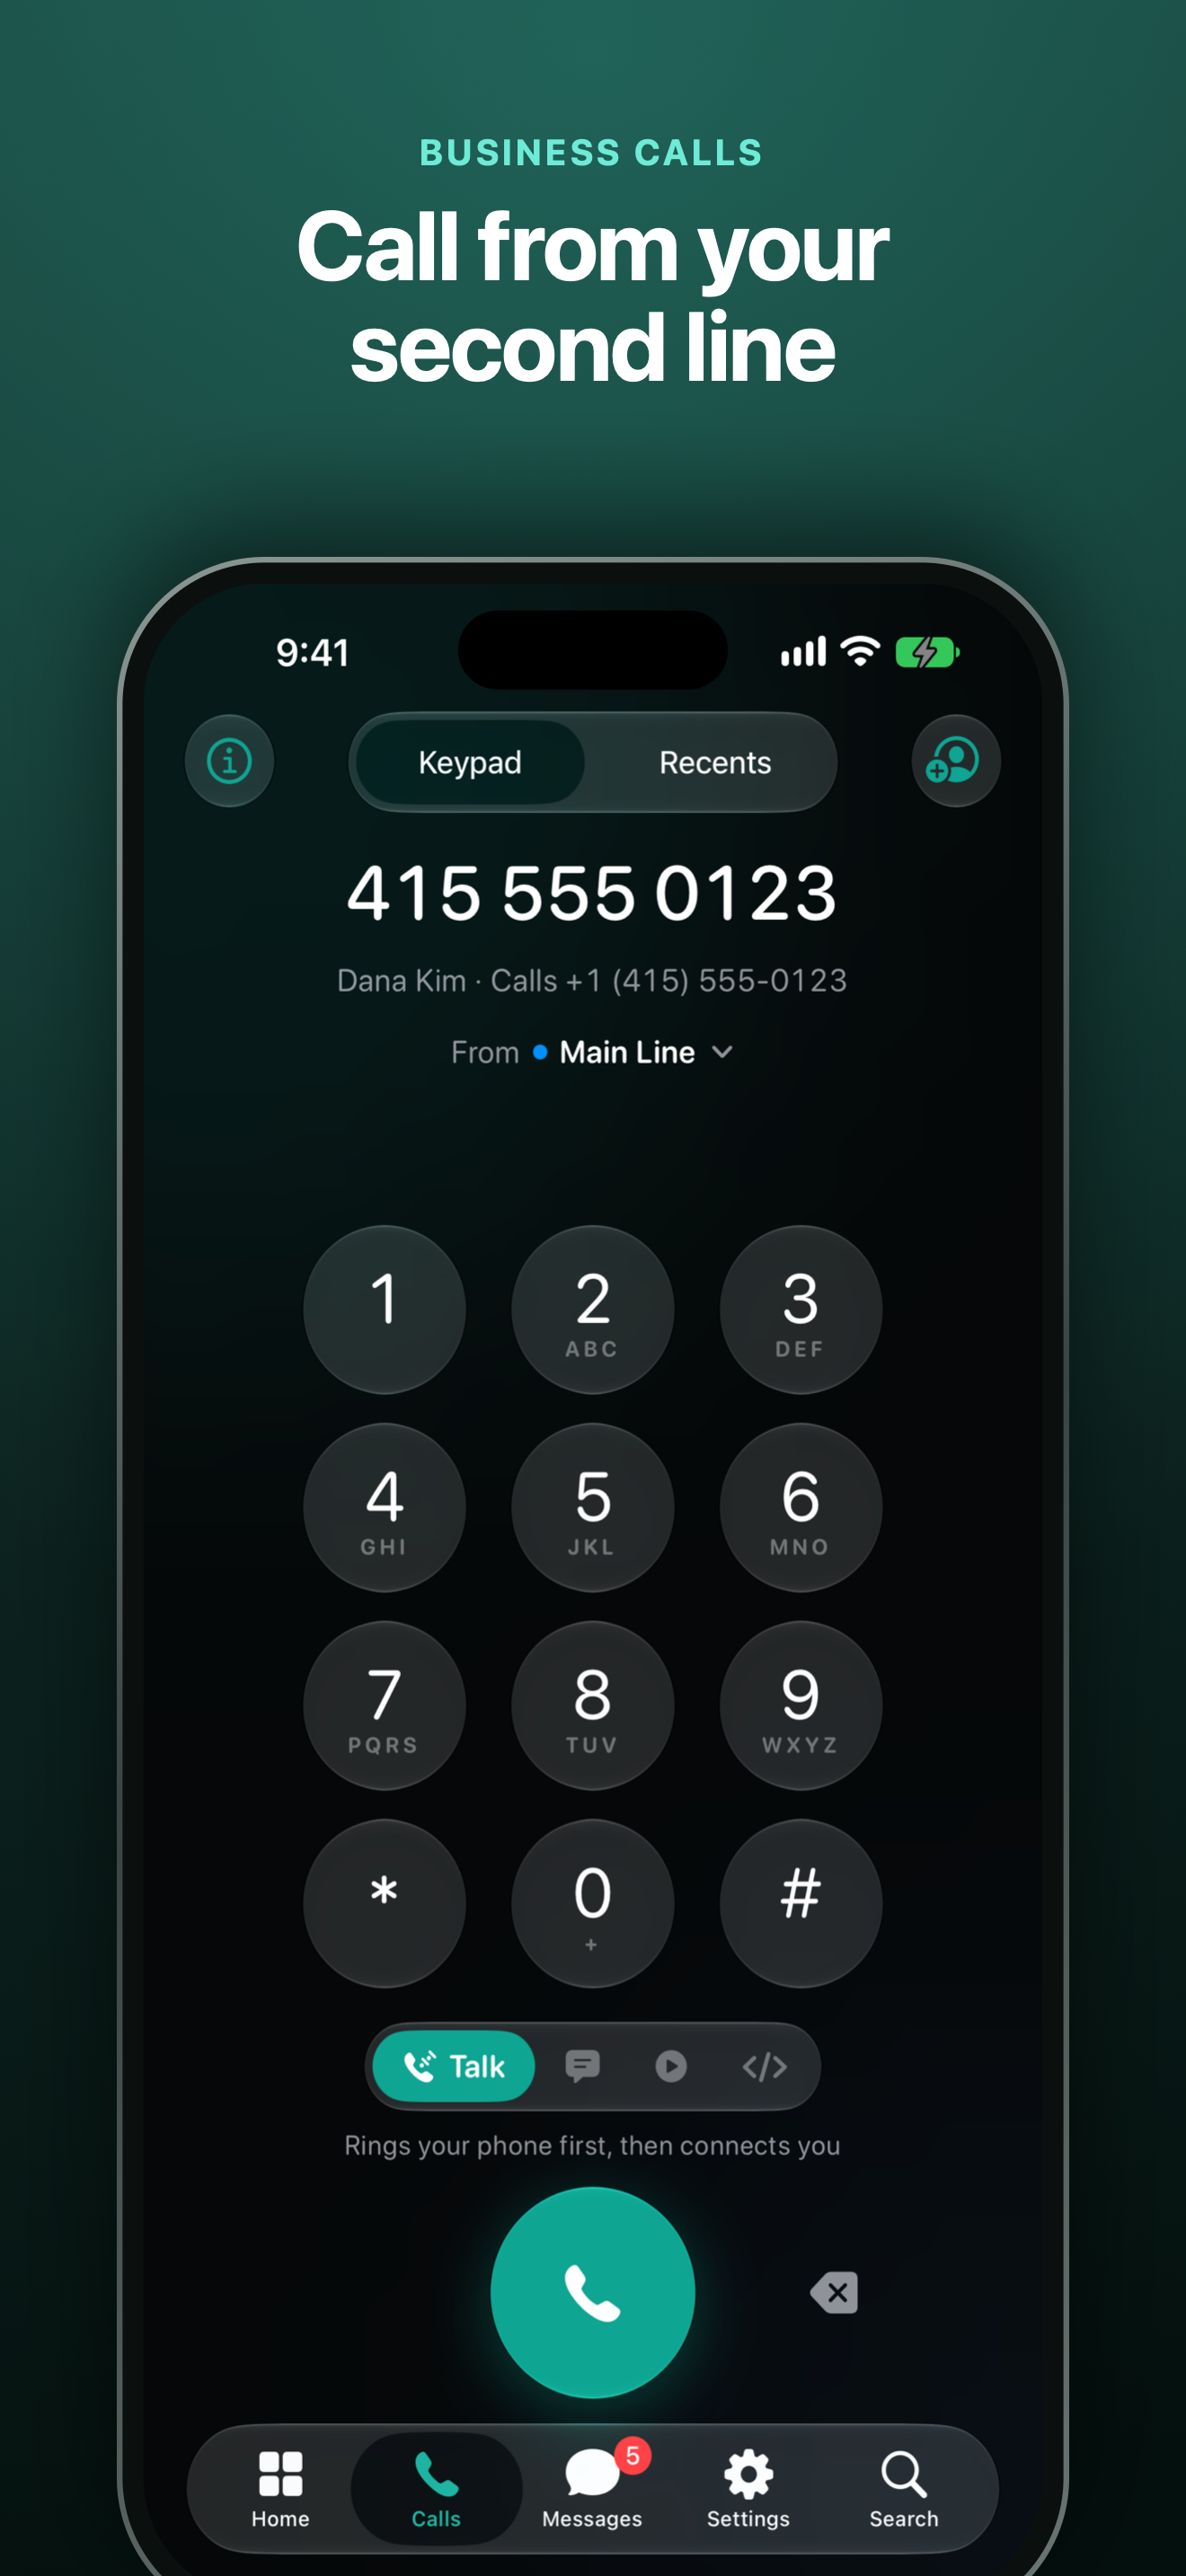 BUSINESS CALLS
Call from your
second line
9:41
Keypad Recents
415 555 0123
Dana Kim · Calls +1 (415) 555-0123
From Main Line
1 2 3
ABC DEF
4 5 6
GHI JKL MNO
7 8 9
PQRS TUV WXYZ
* 0 #
+
Talk
Rings your phone first, then connects you
5
Home Calls Messages Settings Search